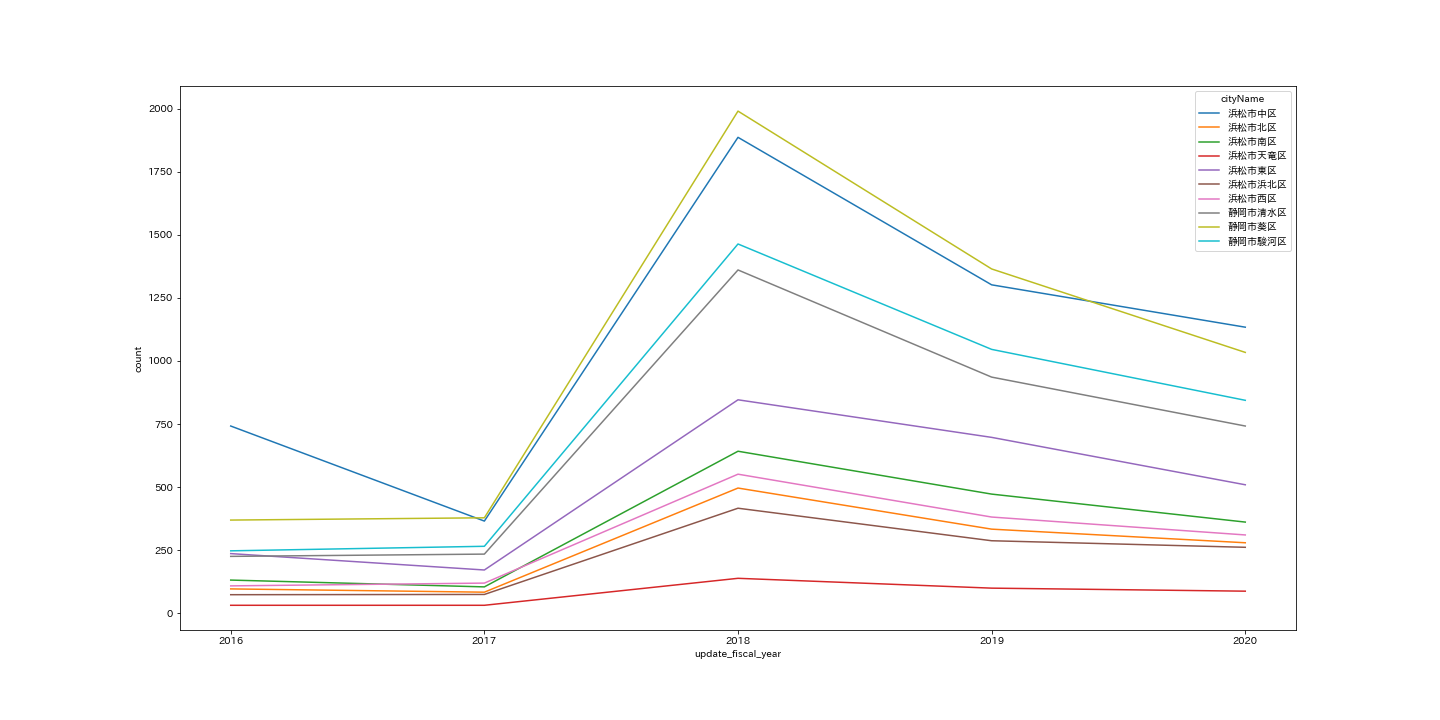 cityName
浜松市中区
浜松市北区
浜松市南区
浜松市天竜区
浜松市東区
浜松市浜北区
浜松市西区
静岡市清水区
静岡市葵区
静岡市駿河区
2000
1750
1500
1250
1000
750
500
250
0
count
2016 2017 2018 2019 2020
update_fiscal_year